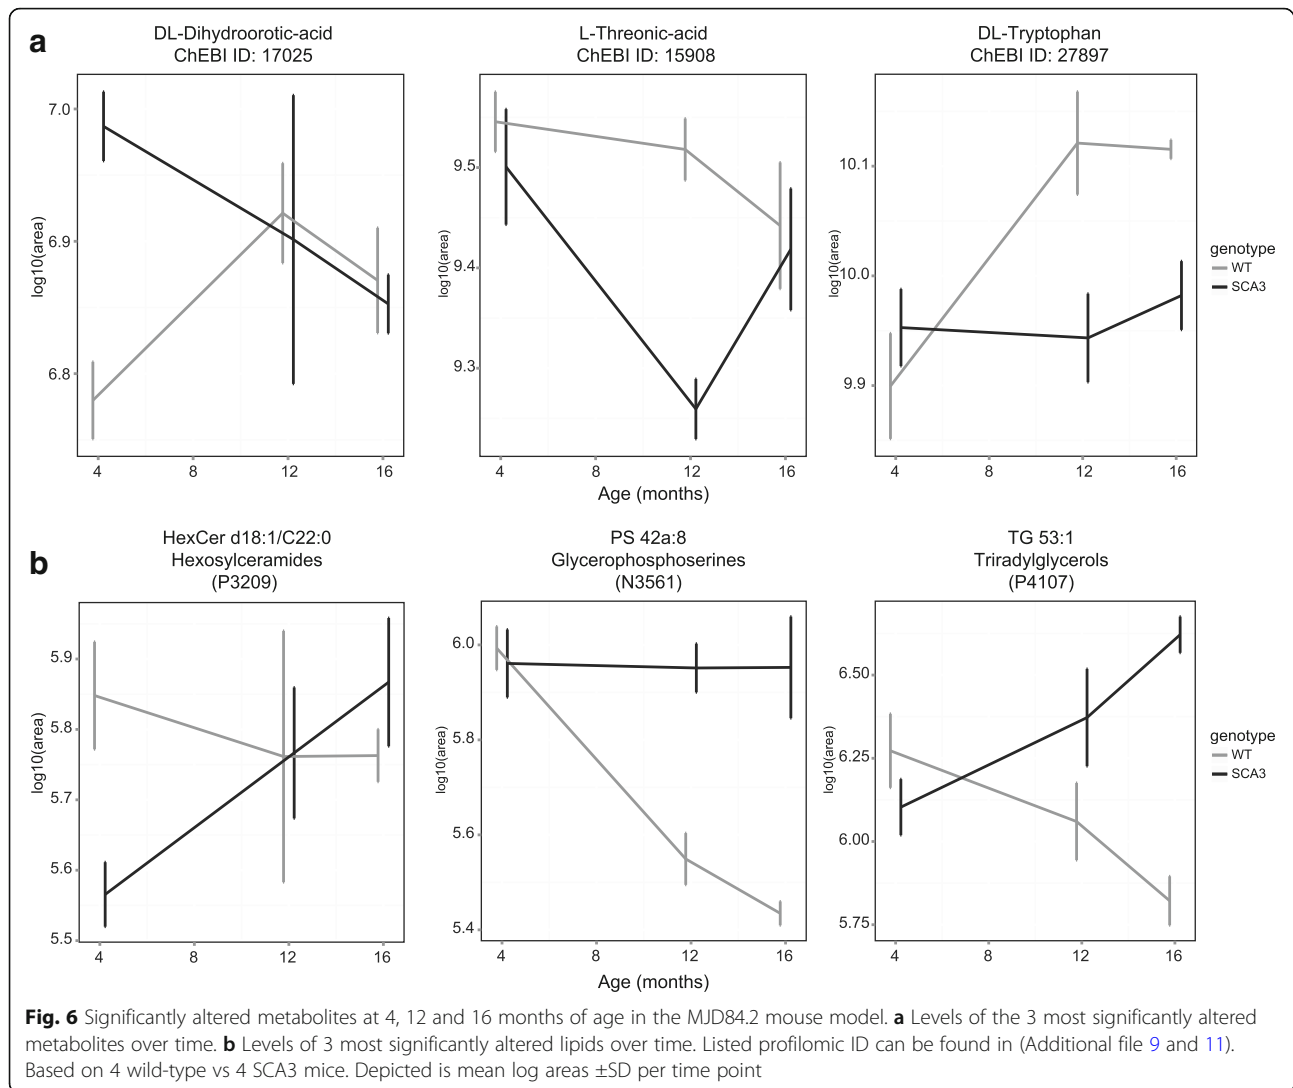 a
DL-Dihydroorotic-acid
ChEBI ID: 17025
log10(area)
7.0
6.9
6.8
4 8 12 16
L-Threonic-acid
ChEBI ID: 15908
log10(area)
9.5
9.4
9.3
4 8 12 16
Age (months)
DL-Tryptophan
ChEBI ID: 27897
log10(area)
10.1
10.0
9.9
4 8 12 16
genotype
WT
SCA3
b
HexCer d18:1/C22:0
Hexosylceramides
(P3209)
log10(area)
5.9
5.8
5.7
5.6
5.5
4 8 12 16
PS 42a:8
Glycerophosphoserines
(N3561)
log10(area)
6.0
5.8
5.6
5.4
4 8 12 16
Age (months)
TG 53:1
Triradylglycerols
(P4107)
log10(area)
6.50
6.25
6.00
5.75
4 8 12 16
genotype
WT
SCA3
Fig. 6 Significantly altered metabolites at 4, 12 and 16 months of age in the MJD84.2 mouse model. a Levels of the 3 most significantly altered
metabolites over time. b Levels of 3 most significantly altered lipids over time. Listed profilomic ID can be found in (Additional file 9 and 11).
Based on 4 wild-type vs 4 SCA3 mice. Depicted is mean log areas ±SD per time point